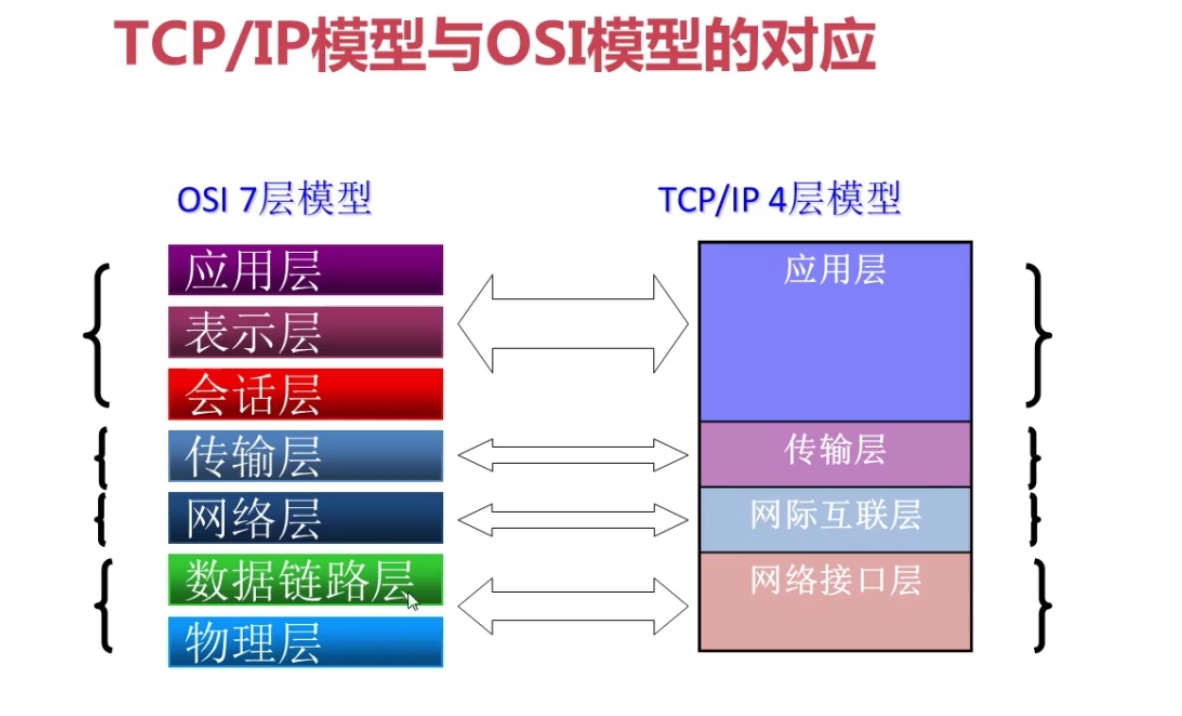 TCP/IP模型与OSI模型的对应
OSI 7层模型
应用层
表示层
会话层
传输层
网络层
数据链路层
物理层
TCP/IP 4层模型
应用层
传输层
网际互联层
网络接口层